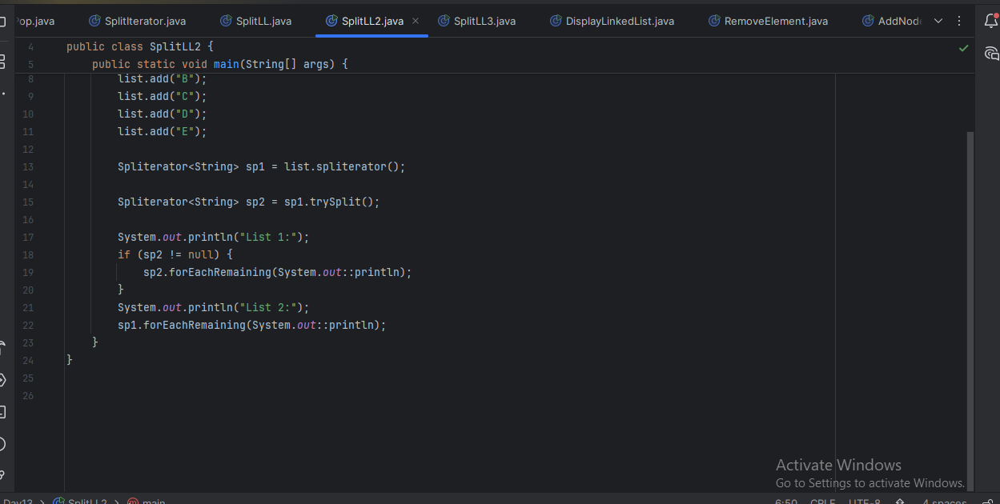 op.java SplitIterator.java SplitLL.java SplitLL2.java SplitLL3.java DisplayLinkedList.java RemoveElement.java AddNode
4 public class SplitLL2 {
5 public static void main(String[] args) {
8 list.add("B");
9 list.add("C");
10 list.add("D");
11 list.add("E");
12
13 Spliterator<String> sp1 = list.spliterator();
14
15 Spliterator<String> sp2 = sp1.trySplit();
16
17 System.out.println("List 1:");
18 if (sp2 != null) {
19 sp2.forEachRemaining(System.out::println);
20 }
21 System.out.println("List 2:");
22 sp1.forEachRemaining(System.out::println);
23 }
24 }
25
26
Activate Windows
Go to Settings to activate Windows.
Day13 > SplitLL2 > main 6:50 CRLF UTF-8 4 spaces